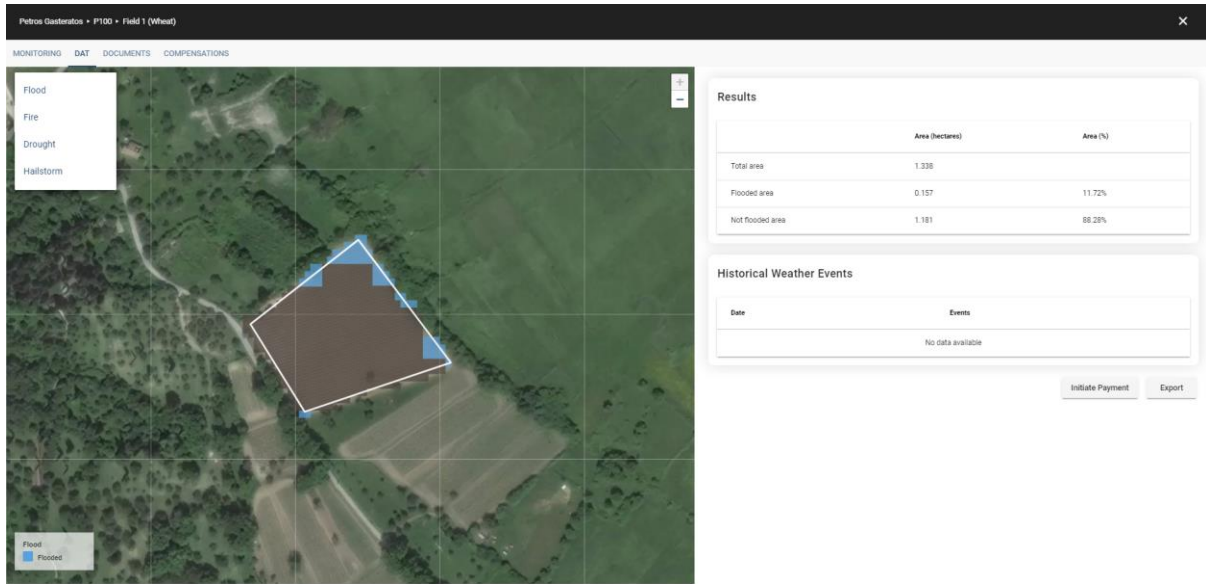 Petros Gasteratos • P100 • Field 1 (Wheat)
MONITORING DAT DOCUMENTS COMPENSATIONS
Flood
Fire
Drought
Hailstorm
+
−
Results
Area (hectares) Area (%)
Total area 1.338
Flooded area 0.157 11.72%
Not flooded area 1.181 88.28%
Historical Weather Events
Date Events
No data available
Initiate Payment Export
Flood
Flooded